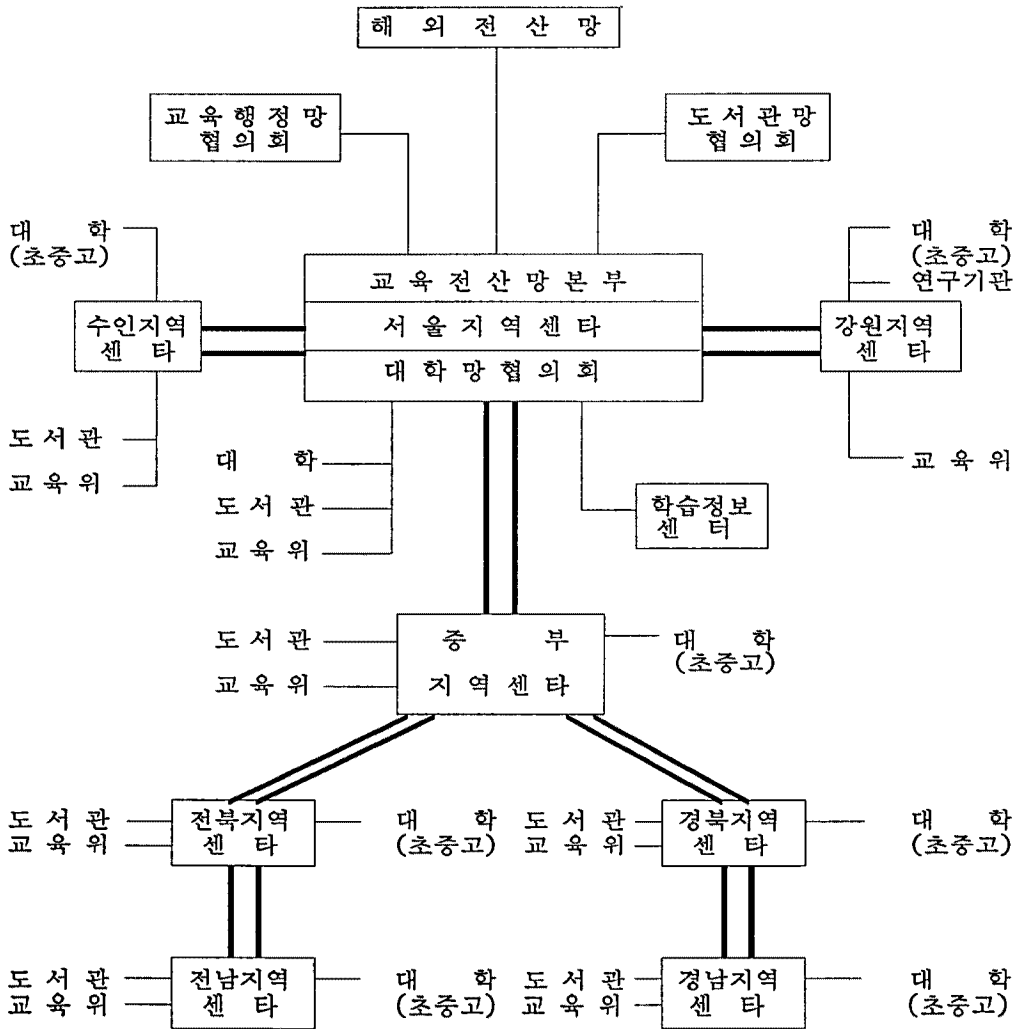 해 외 전 산 망
교 육 행 정 망
협 의 회
도 서 관 망
협 의 회
대 학
(초중고)
대 학
(초중고)
연구기관
교 육 전 산 망 본 부
서 울 지 역 센 타
대 학 망 협 의 회
수인지역
센 타
강원지역
센 타
도 서 관
교 육 위
교 육 위
대 학
도 서 관
교 육 위
학습정보
센 터
도 서 관
교 육 위
중 부
지 역 센 타
대 학
(초중고)
도 서 관
교 육 위
전북지역
센 타
대 학
(초중고)
도 서 관
교 육 위
경북지역
센 타
대 학
(초중고)
도 서 관
교 육 위
전남지역
센 타
대 학
(초중고)
도 서 관
교 육 위
경남지역
센 타
대 학
(초중고)